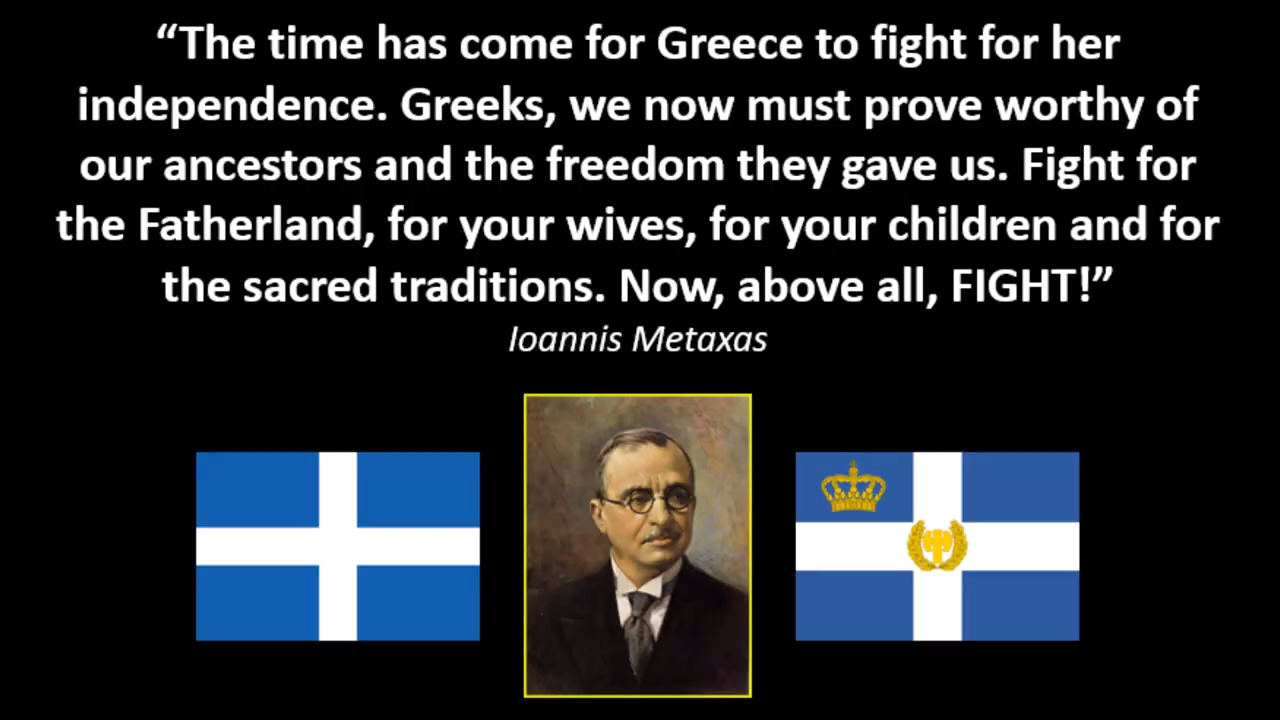 “The time has come for Greece to fight for her
independence. Greeks, we now must prove worthy of
our ancestors and the freedom they gave us. Fight for
the Fatherland, for your wives, for your children and for
the sacred traditions. Now, above all, FIGHT!”
Ioannis Metaxas